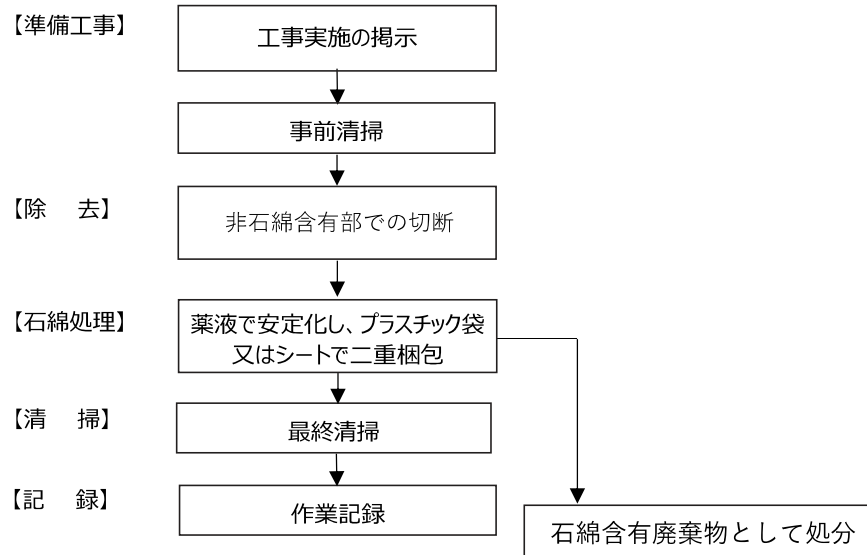 【準備工事】
工事実施の掲示
事前清掃
【除　去】
非石綿含有部での切断
【石綿処理】
薬液で安定化し、プラスチック袋
又はシートで二重梱包
【清　掃】
最終清掃
【記　録】
作業記録
石綿含有廃棄物として処分